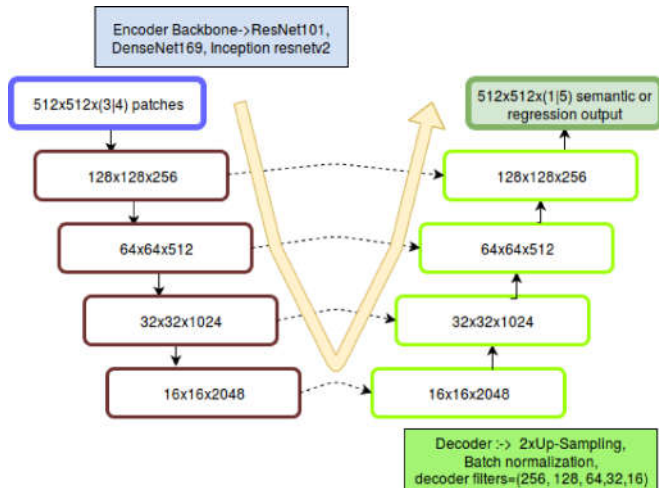 Encoder Backbone->ResNet101,
DenseNet169, Inception resnetv2
512x512x(3|4) patches
512x512x(1|5) semantic or
regression output
128x128x256
128x128x256
64x64x512
64x64x512
32x32x1024
32x32x1024
16x16x2048
16x16x2048
Decoder :-> 2xUp-Sampling,
Batch normalization,
decoder filters=(256, 128, 64,32,16)